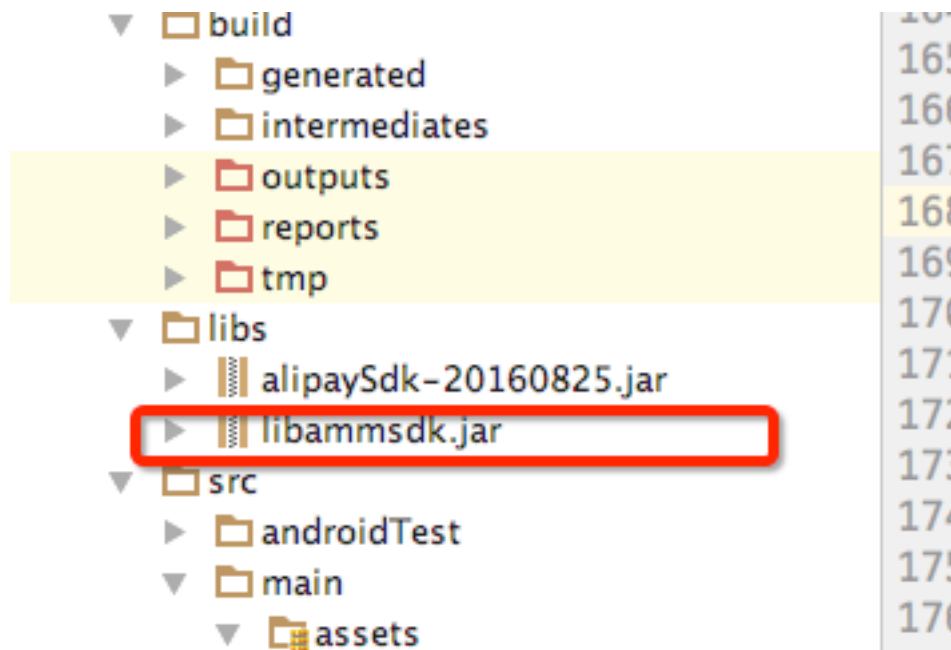 build
generated
intermediates
outputs
reports
tmp
libs
alipaySdk-20160825.jar
libammsdk.jar
src
androidTest
main
assets